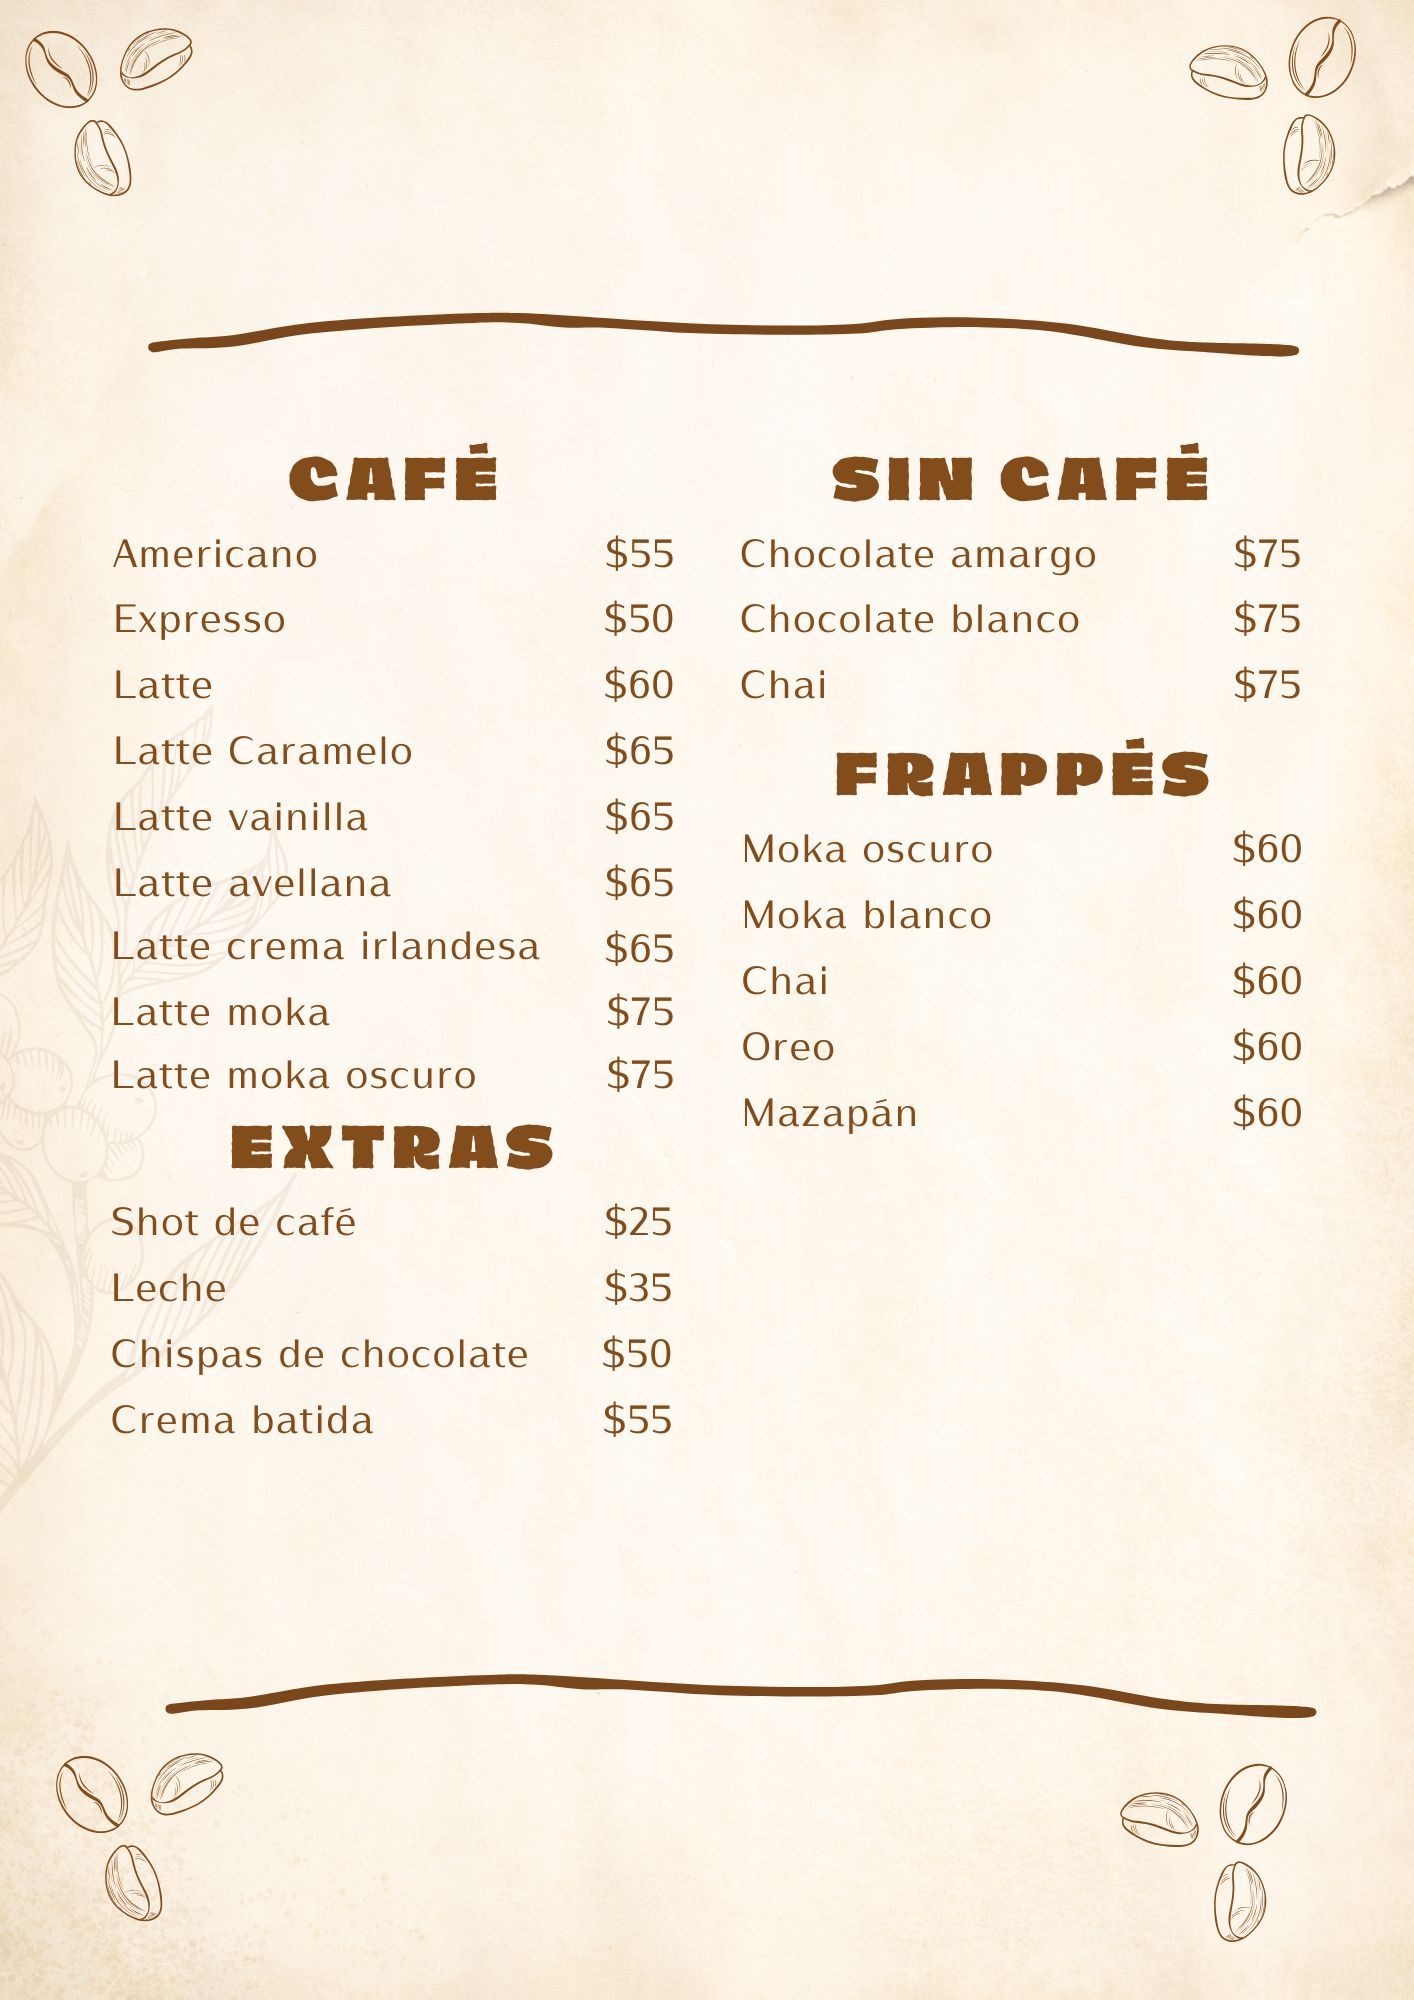 CAFÉ
Americano $55
Expresso $50
Latte $60
Latte Caramelo $65
Latte vainilla $65
Latte avellana $65
Latte crema irlandesa $65
Latte moka $75
Latte moka oscuro $75
EXTRAS
Shot de café $25
Leche $35
Chispas de chocolate $50
Crema batida $55
SIN CAFÉ
Chocolate amargo $75
Chocolate blanco $75
Chai $75
FRAPPÉS
Moka oscuro $60
Moka blanco $60
Chai $60
Oreo $60
Mazapán $60